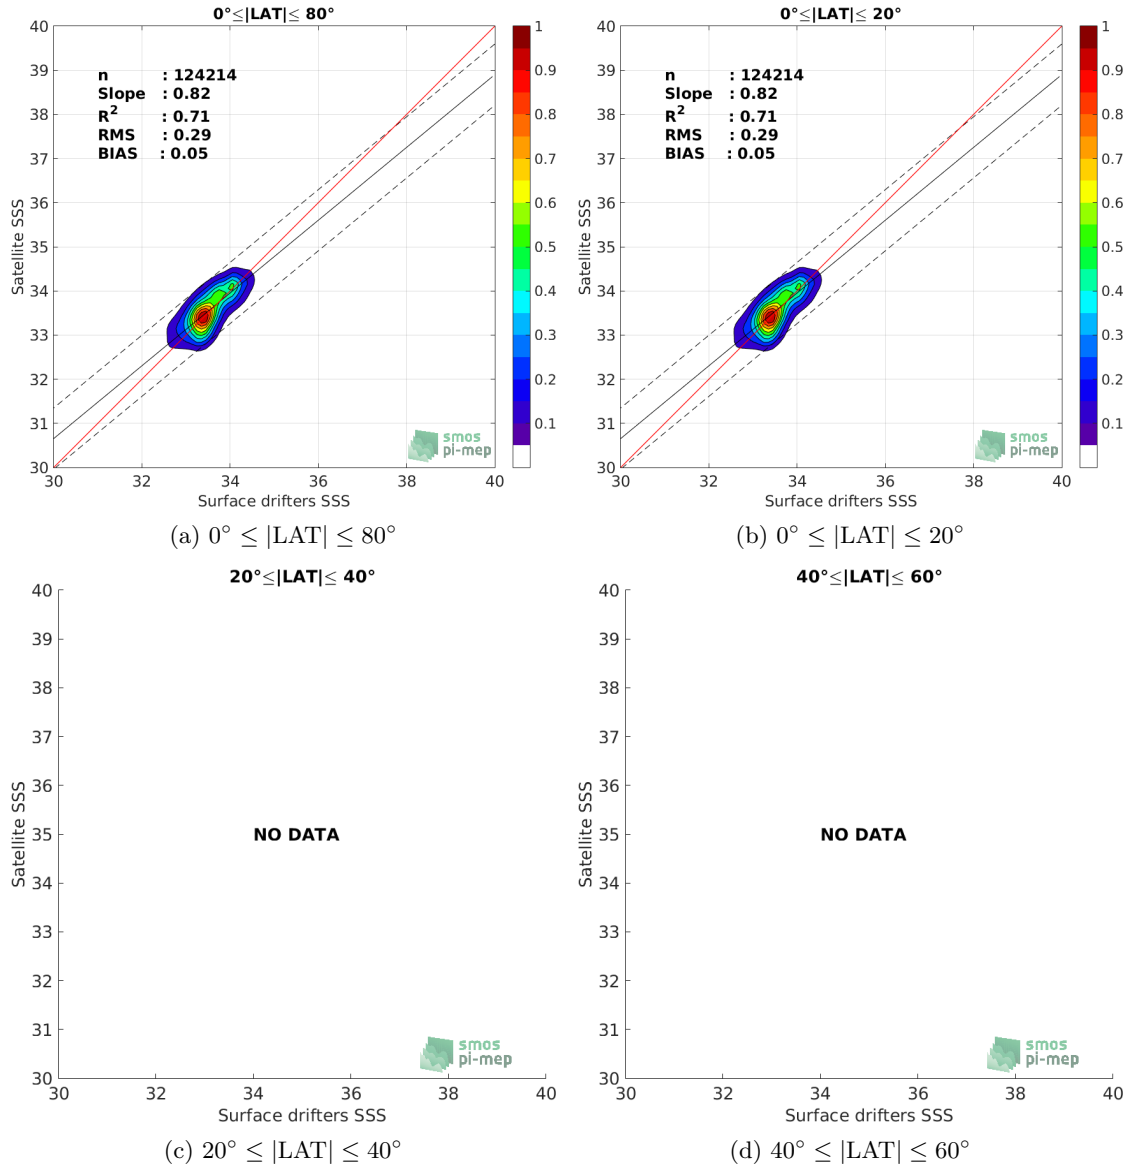 0°≤|LAT|≤ 80°
40
39
38
37
36
35
34
33
32
31
30
Satellite SSS
n : 124214
Slope : 0.82
R2 : 0.71
RMS : 0.29
BIAS : 0.05
smos
pi-mep
30 32 34 36 38 40
Surface drifters SSS
1
0.9
0.8
0.7
0.6
0.5
0.4
0.3
0.2
0.1
(a) 0° ≤ |LAT| ≤ 80°
0°≤|LAT|≤ 20°
40
39
38
37
36
35
34
33
32
31
30
Satellite SSS
n : 124214
Slope : 0.82
R2 : 0.71
RMS : 0.29
BIAS : 0.05
smos
pi-mep
30 32 34 36 38 40
Surface drifters SSS
1
0.9
0.8
0.7
0.6
0.5
0.4
0.3
0.2
0.1
(b) 0° ≤ |LAT| ≤ 20°
20°≤|LAT|≤ 40°
40
39
38
37
36
35
34
33
32
31
30
Satellite SSS
NO DATA
smos
pi-mep
30 32 34 36 38 40
Surface drifters SSS
(c) 20° ≤ |LAT| ≤ 40°
40°≤|LAT|≤ 60°
40
39
38
37
36
35
34
33
32
31
30
Satellite SSS
NO DATA
smos
pi-mep
30 32 34 36 38 40
Surface drifters SSS
(d) 40° ≤ |LAT| ≤ 60°